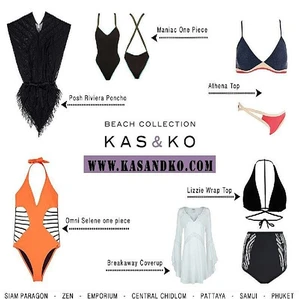 Maniac One Piece
Posh Riviera Poncho
Athena Top
BEACH COLLECTION
KAS&KO
WWW.KASANDKO.COM
Lizzie Wrap Top
Omni Selene one piece
Breakaway Coverup
SIAM PARAGON - ZEN - EMPORIUM - CENTRAL CHIDLOM - PATTAYA - SAMUI - PHUKET